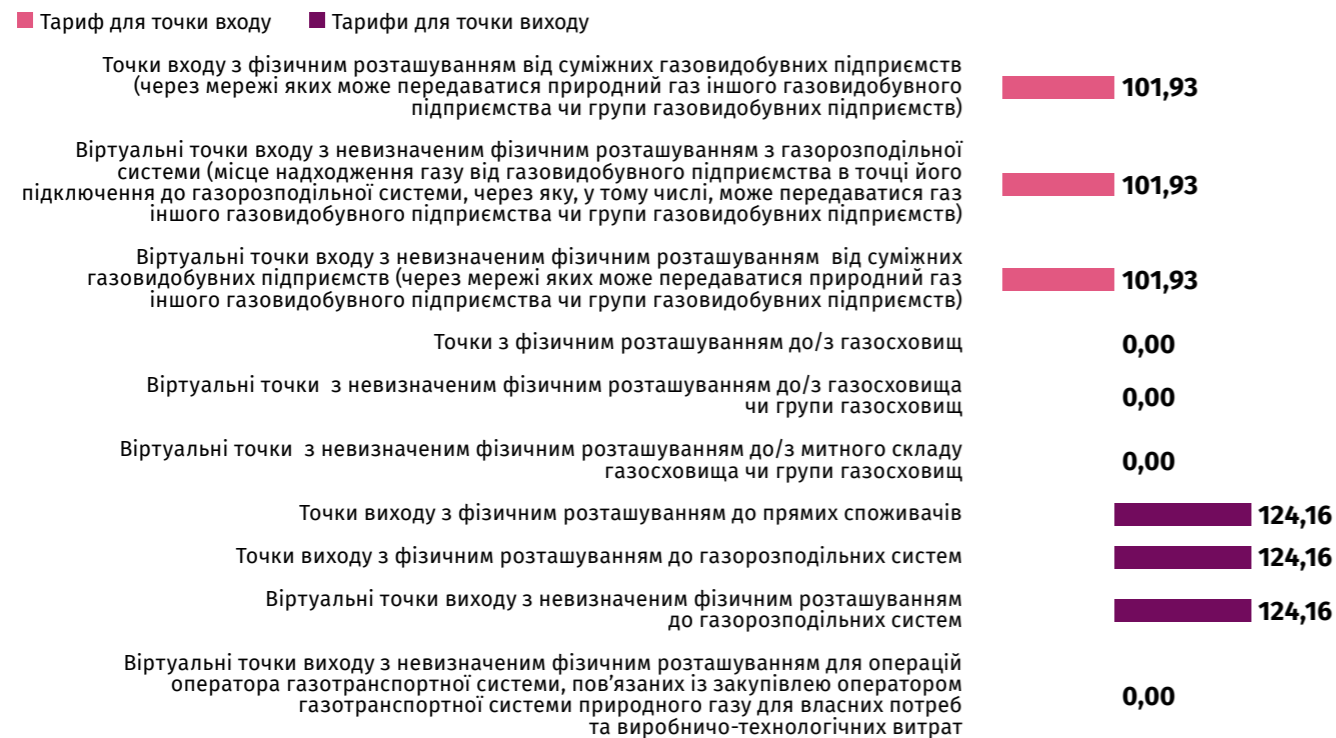 Тариф для точки входу Тарифи для точки виходу
Точки входу з фізичним розташуванням від суміжних газовидобувних підприємств
(через мережі яких може передаватися природний газ іншого газовидобувного
підприємства чи групи газовидобувних підприємств)
101,93
Віртуальні точки входу з невизначеним фізичним розташуванням з газорозподільної
системи (місце надходження газу від газовидобувного підприємства в точці його
підключення до газорозподільної системи, через яку, у тому числі, може передаватися газ
іншого газовидобувного підприємства чи групи газовидобувних підприємств)
101,93
Віртуальні точки входу з невизначеним фізичним розташуванням від суміжних
газовидобувних підприємств (через мережі яких може передаватися природний газ
іншого газовидобувного підприємства чи групи газовидобувних підприємств)
101,93
Точки з фізичним розташуванням до/з газосховищ
0,00
Віртуальні точки з невизначеним фізичним розташуванням до/з газосховища
чи групи газосховищ
0,00
Віртуальні точки з невизначеним фізичним розташуванням до/з митного складу
газосховища чи групи газосховищ
0,00
Точки виходу з фізичним розташуванням до прямих споживачів
124,16
Точки виходу з фізичним розташуванням до газорозподільних систем
124,16
Віртуальні точки виходу з невизначеним фізичним розташуванням
до газорозподільних систем
124,16
Віртуальні точки виходу з невизначеним фізичним розташуванням для операцій
оператора газотранспортної системи, пов’язаних із закупівлею оператором
газотранспортної системи природного газу для власних потреб
та виробничо-технологічних витрат
0,00